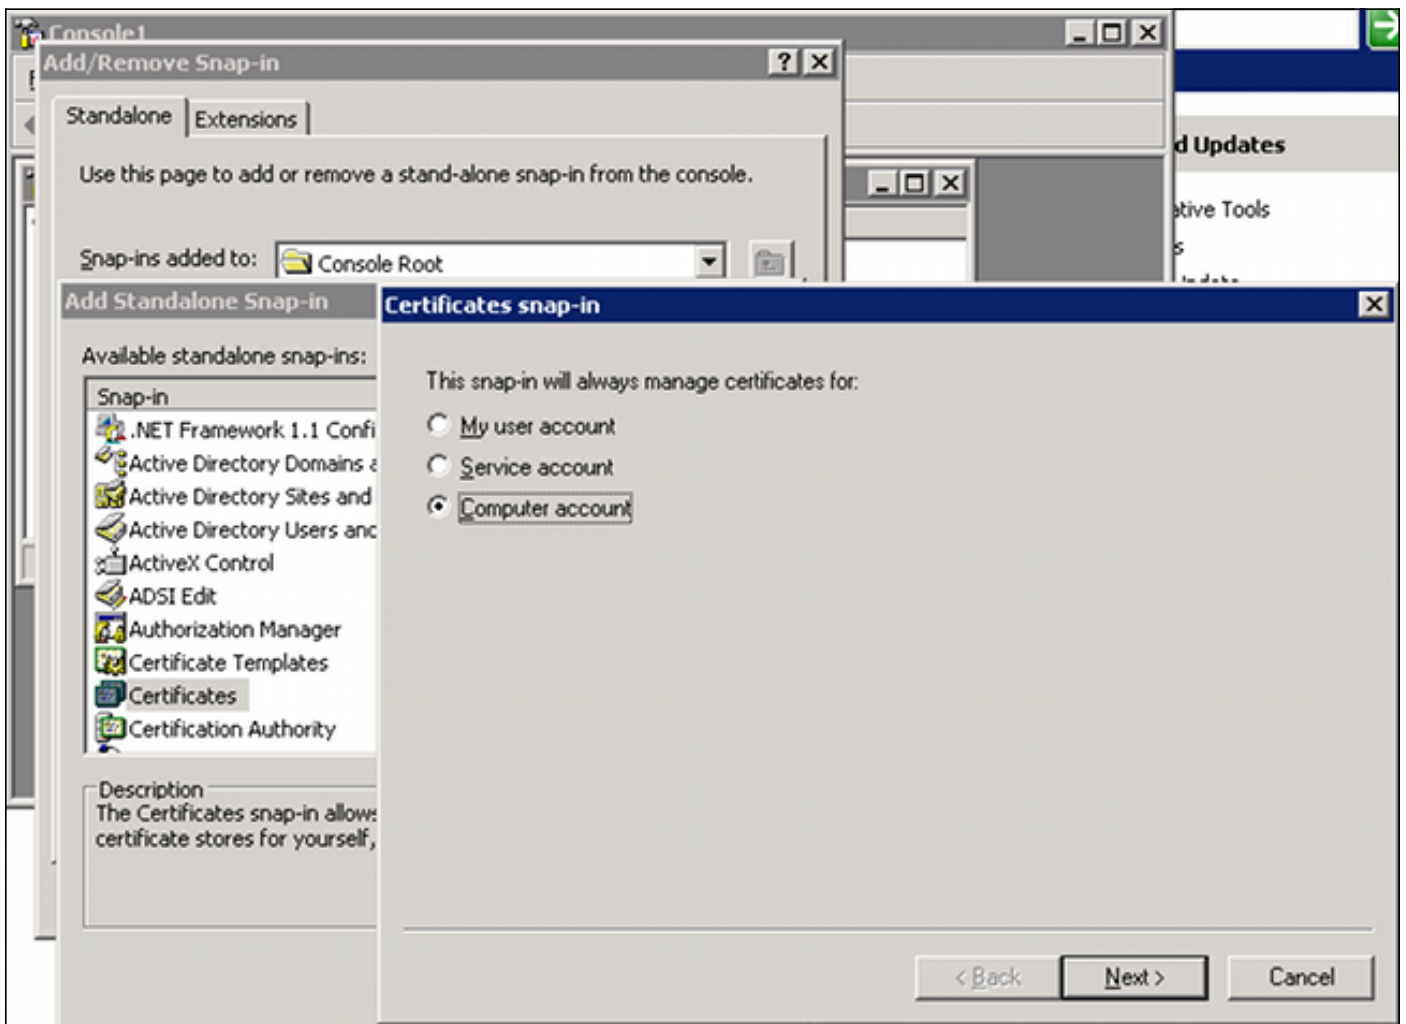 Console1
Add/Remove Snap-in
Standalone
Extensions
Use this page to add or remove a stand-alone snap-in from the console.
Snap-ins added to:
Console Root
d Updates
ative Tools
Add Standalone Snap-in
Available standalone snap-ins:
Snap-in
.NET Framework 1.1 Confi
Active Directory Domains a
Active Directory Sites and
Active Directory Users and
ActiveX Control
ADSI Edit
Authorization Manager
Certificate Templates
Certificates
Certification Authority
Description
The Certificates snap-in allows
certificate stores for yourself,
Certificates snap-in
This snap-in will always manage certificates for:
My user account
Service account
Computer account
< Back
Next >
Cancel